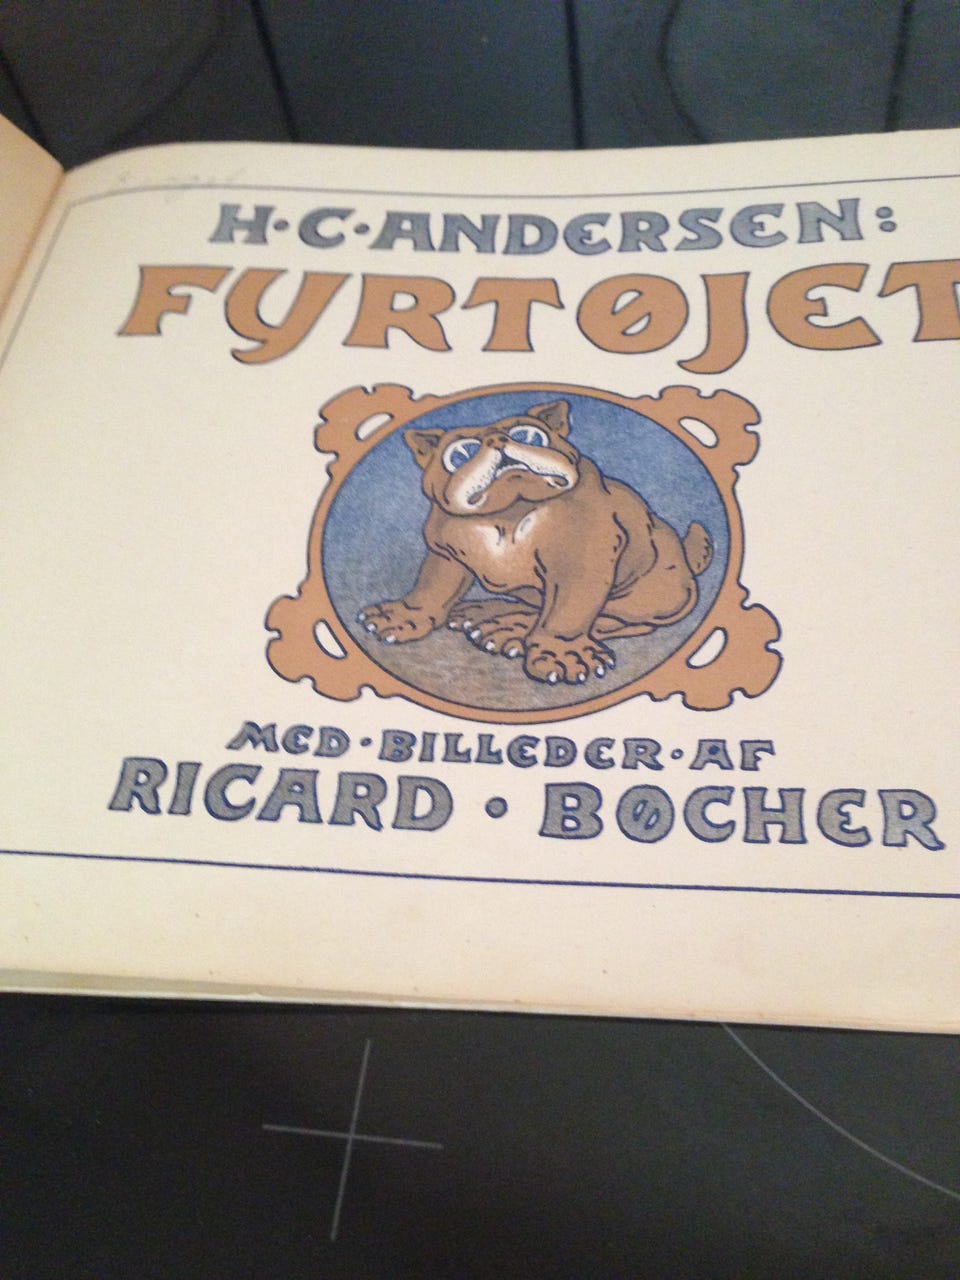 H·C·ANDERSEN:
FYRTØJET
MED·BILLEDER·AF
RICARD · BØCHER